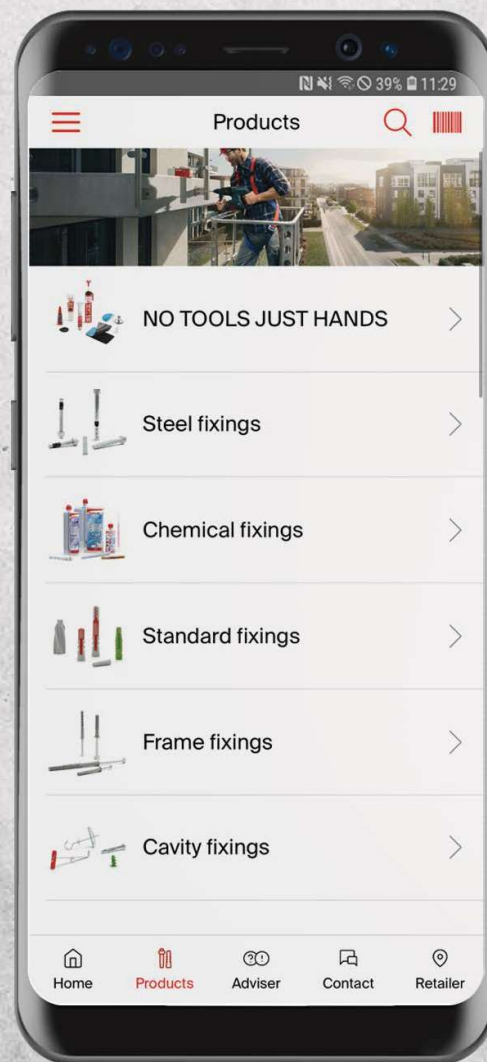 39% 11:29
Products
NO TOOLS JUST HANDS
Steel fixings
Chemical fixings
Standard fixings
Frame fixings
Cavity fixings
Home Products Adviser Contact Retailer